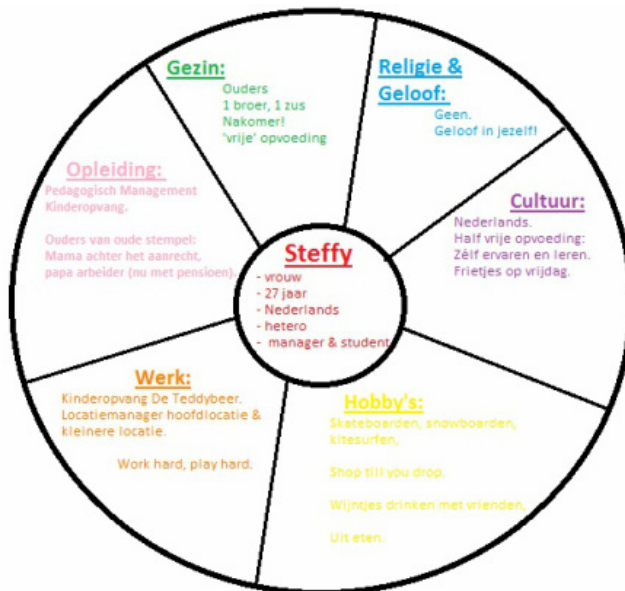 Gezin:
Ouders
1 broer, 1 zus
Nakomer!
'vrije' opvoeding
Religie &
Geloof:
Geen.
Geloof in jezelf!
Opleiding:
Pedagogisch Management
Kinderopvang.
Ouders van oude stempel:
Mama achter het aanrecht,
papa arbeider (nu met pensioen).
Cultuur:
Nederlands.
Half vrije opvoeding:
Zélf ervaren en leren.
Frietjes op vrijdag.
Steffy
- vrouw
- 27 jaar
- Nederlands
- hetero
- manager & student
Werk:
Kinderopvang De Teddybeer.
Locatiemanager hoofdlocatie &
kleinere locatie.
Work hard, play hard.
Hobby's:
Skateboarden, snowboarden,
kitesurfen,
Shop till you drop.
Wijntjes drinken met vrienden,
Uit eten.